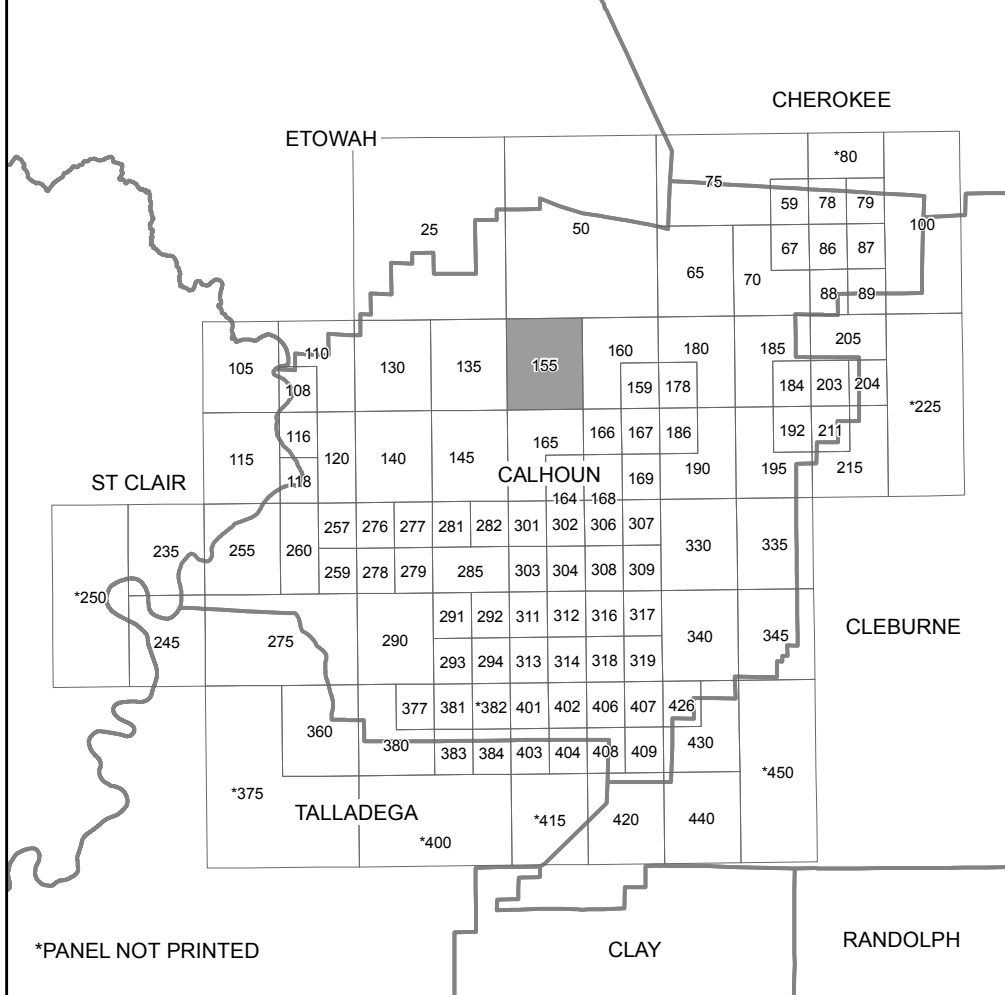 CHEROKEE
ETOWAH
*80
75
59 78 79
25 50 100
67 86 87
65 70
88 89
205
110 160 180 185
105 130 135 155
108 159 178 184 203 204
*225
116 166 167 186 192 211
165
115 120 140 145 190 195 215
CALHOUN
ST CLAIR 118 169
164 168
257 276 277 281 282 301 302 306 307
235 255 260 330 335
259 278 279 285 303 304 308 309
*250
291 292 311 312 316 317
245 275 290 340 345 CLEBURNE
293 294 313 314 318 319
377 381 *382 401 402 406 407 426
360 380 430
383 384 403 404 408 409
*375 *450
TALLADEGA *415 420 440
*400
*PANEL NOT PRINTED CLAY RANDOLPH